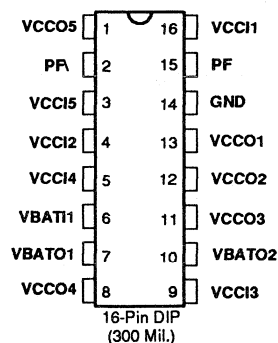 VCCO5 1 16 VCCI1
PF\ 2 15 PF
VCCI5 3 14 GND
VCCI2 4 13 VCCO1
VCCI4 5 12 VCCO2
VBATI1 6 11 VCCO3
VBATO1 7 10 VBATO2
VCCO4 8 9 VCCI3
16-Pin DIP
(300 Mil.)